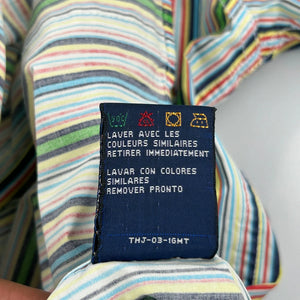 LAVER AVEC LES
COULEURS SIMILAIRES
RETIRER IMMEDIATEMENT
LAVAR CON COLORES
SIMILARES
REMOVER PRONTO
THJ-03-IGMT